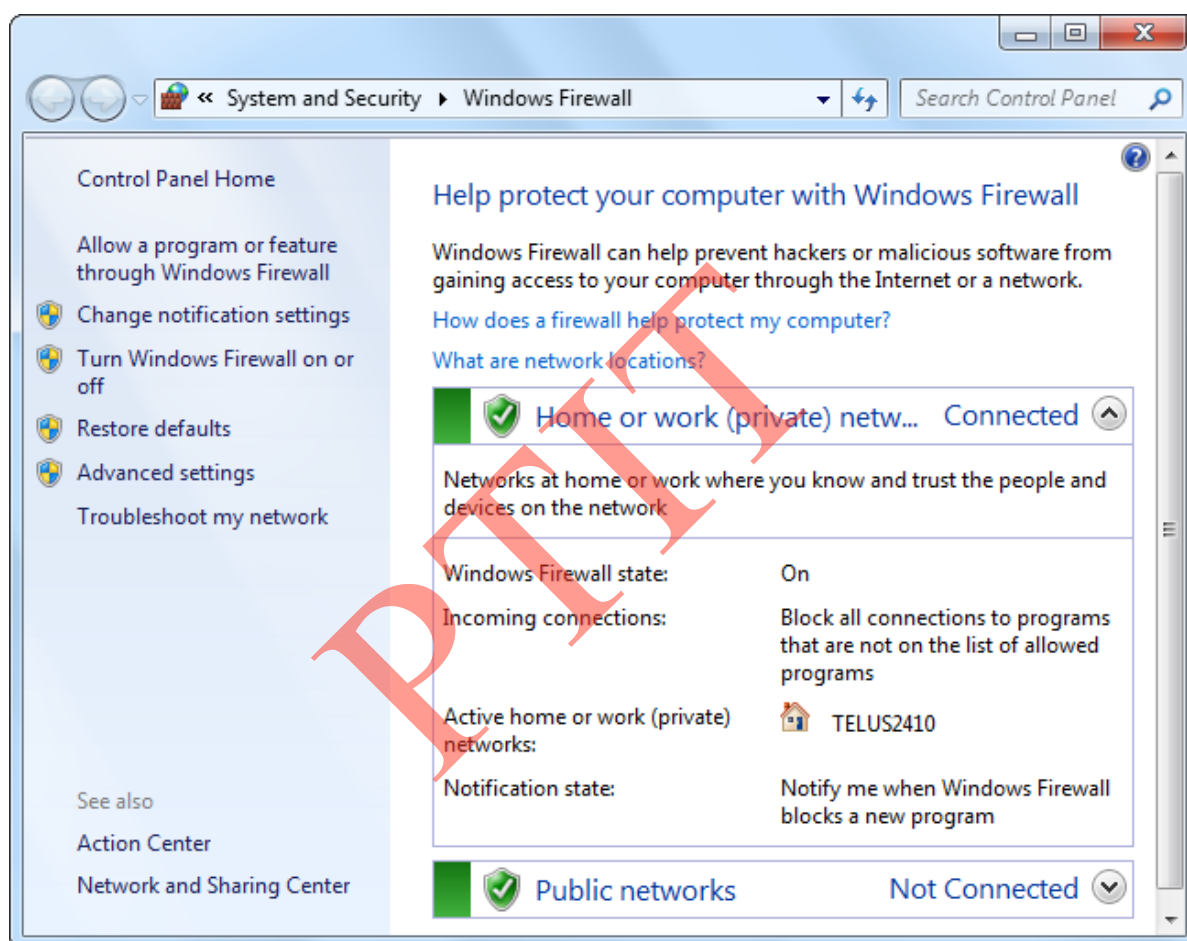 « System and Security ▸ Windows Firewall
Search Control Panel
Control Panel Home
Allow a program or feature
through Windows Firewall
Change notification settings
Turn Windows Firewall on or
off
Restore defaults
Advanced settings
Troubleshoot my network
See also
Action Center
Network and Sharing Center
Help protect your computer with Windows Firewall
Windows Firewall can help prevent hackers or malicious software from
gaining access to your computer through the Internet or a network.
How does a firewall help protect my computer?
What are network locations?
Home or work (private) netw... Connected
Networks at home or work where you know and trust the people and
devices on the network
Windows Firewall state: On
Incoming connections: Block all connections to programs
that are not on the list of allowed
programs
Active home or work (private)
networks: TELUS2410
Notification state: Notify me when Windows Firewall
blocks a new program
Public networks Not Connected
PTIT